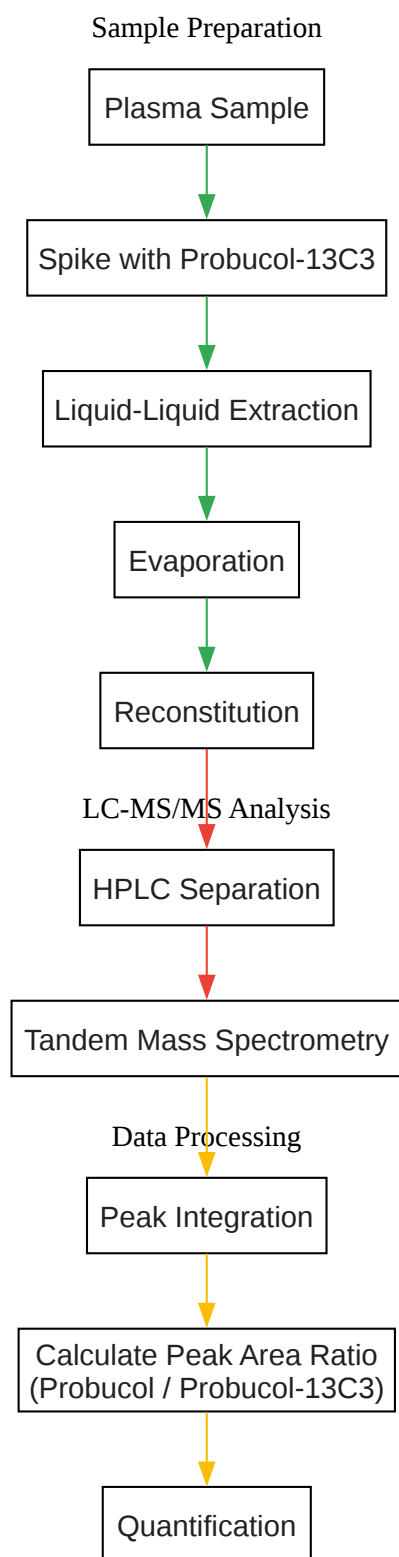 Sample Preparation
Plasma Sample
Spike with Probucol-13C3
Liquid-Liquid Extraction
Evaporation
Reconstitution
LC-MS/MS Analysis
HPLC Separation
Tandem Mass Spectrometry
Data Processing
Peak Integration
Calculate Peak Area Ratio
(Probucol / Probucol-13C3)
Quantification